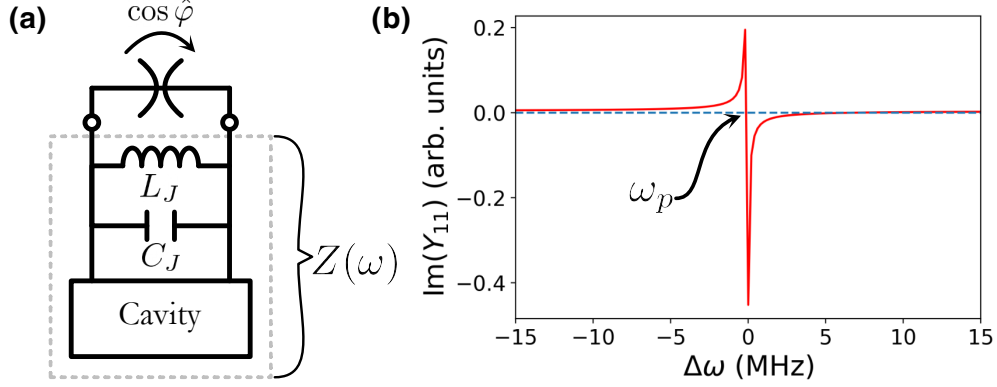 (a)
cos φ̂
L_J
C_J
Cavity
Z(ω)
(b)
Im(Y₁₁) (arb. units)
0.2
0.0
−0.2
−0.4
ω_p
−15
−10
−5
0
5
10
15
Δω (MHz)